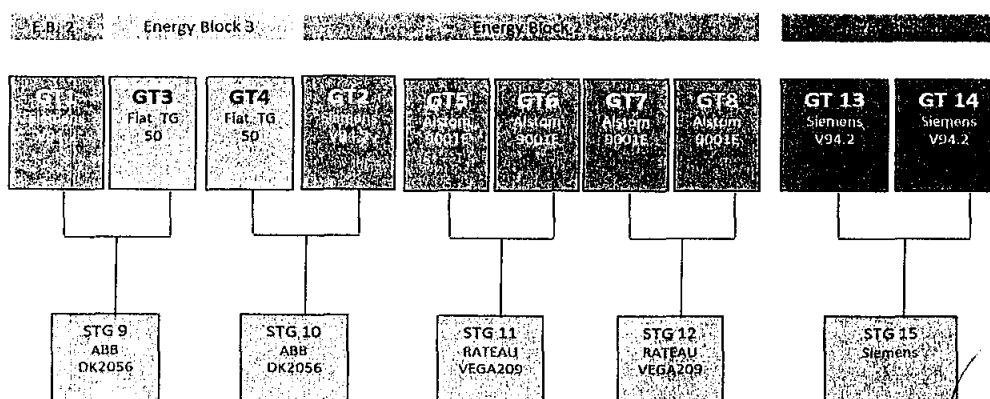 E.B. 2
Energy Block 3
Energy Block 2
GT1
GT3
Fiat TG
50
GT4
Fiat TG
50
GT2
Siemens
GT5
Alstom
9001E
GT6
Alstom
9001E
GT7
Alstom
9001E
GT8
Alstom
9001E
GT 13
Siemens
V94.2
GT 14
Siemens
V94.2
STG 9
ABB
DK2056
STG 10
ABB
DK2056
STG 11
RATEAU
VEGA209
STG 12
RATEAU
VEGA209
STG 15
Siemens